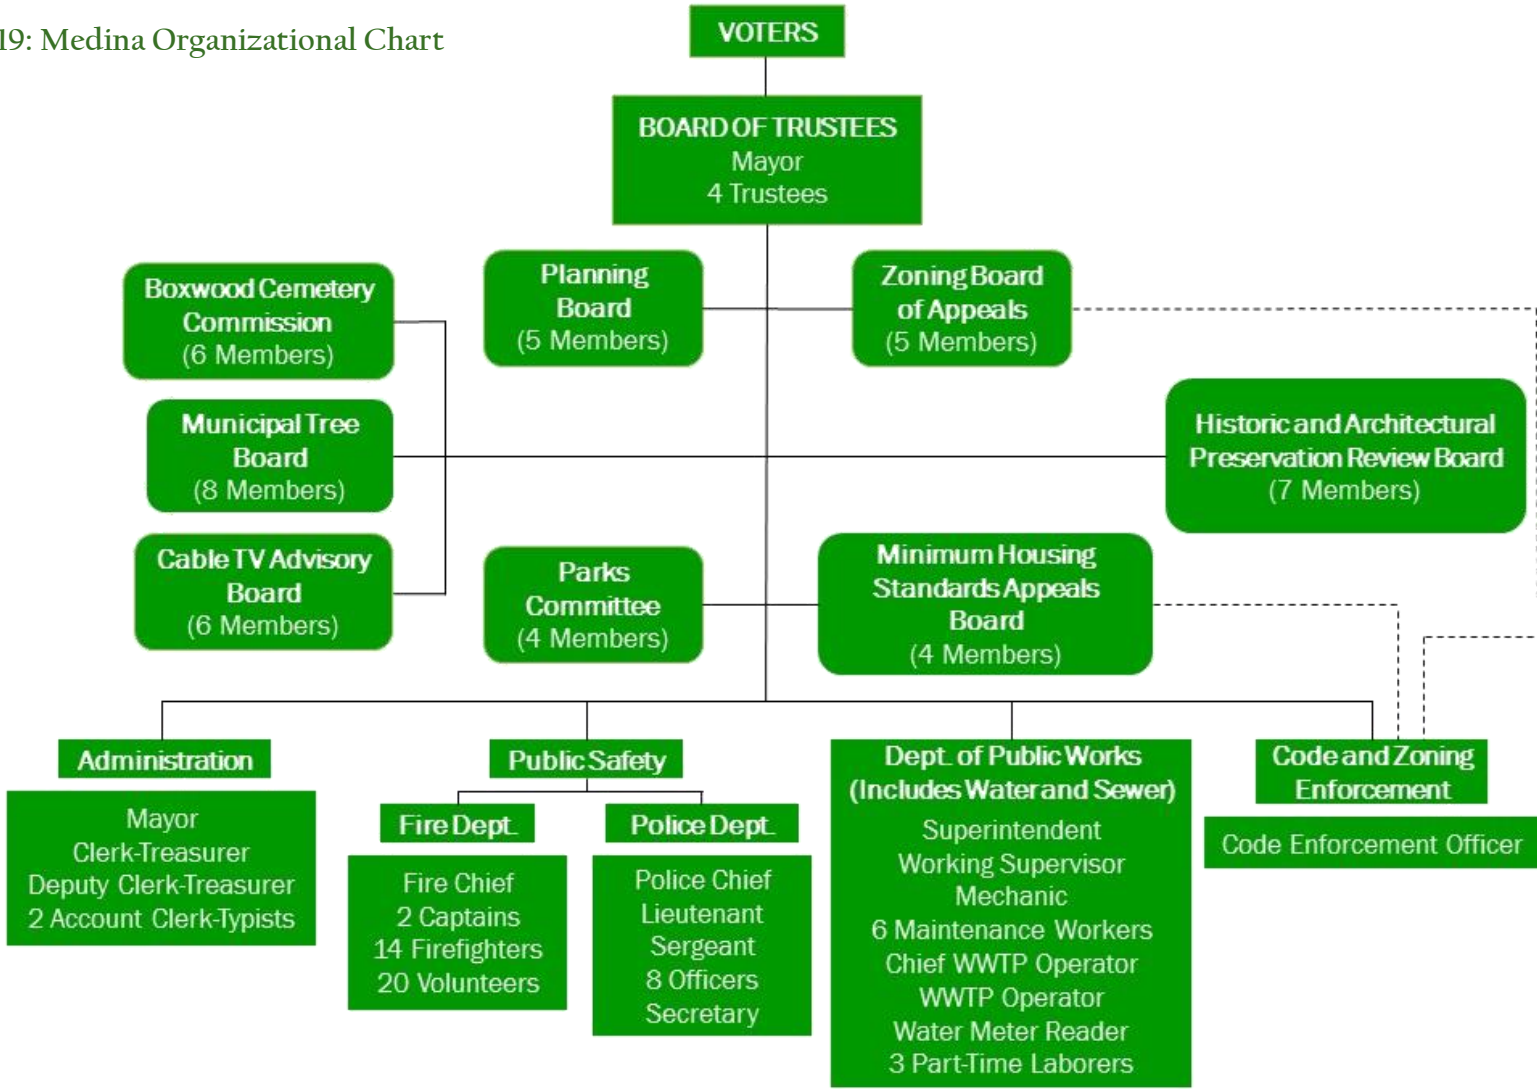 19: Medina Organizational Chart
VOTERS
BOARD OF TRUSTEES
Mayor
4 Trustees
Boxwood Cemetery
Commission
(6 Members)
Planning
Board
(5 Members)
Zoning Board
of Appeals
(5 Members)
Municipal Tree
Board
(8 Members)
Historic and Architectural
Preservation Review Board
(7 Members)
Cable TV Advisory
Board
(6 Members)
Parks
Committee
(4 Members)
Minimum Housing
Standards Appeals
Board
(4 Members)
Administration
Mayor
Clerk-Treasurer
Deputy Clerk-Treasurer
2 Account Clerk-Typists
Public Safety
Fire Dept.
Fire Chief
2 Captains
14 Firefighters
20 Volunteers
Police Dept.
Police Chief
Lieutenant
Sergeant
8 Officers
Secretary
Dept. of Public Works
(Includes Water and Sewer)
Superintendent
Working Supervisor
Mechanic
6 Maintenance Workers
Chief WWTP Operator
WWTP Operator
Water Meter Reader
3 Part-Time Laborers
Code and Zoning
Enforcement
Code Enforcement Officer